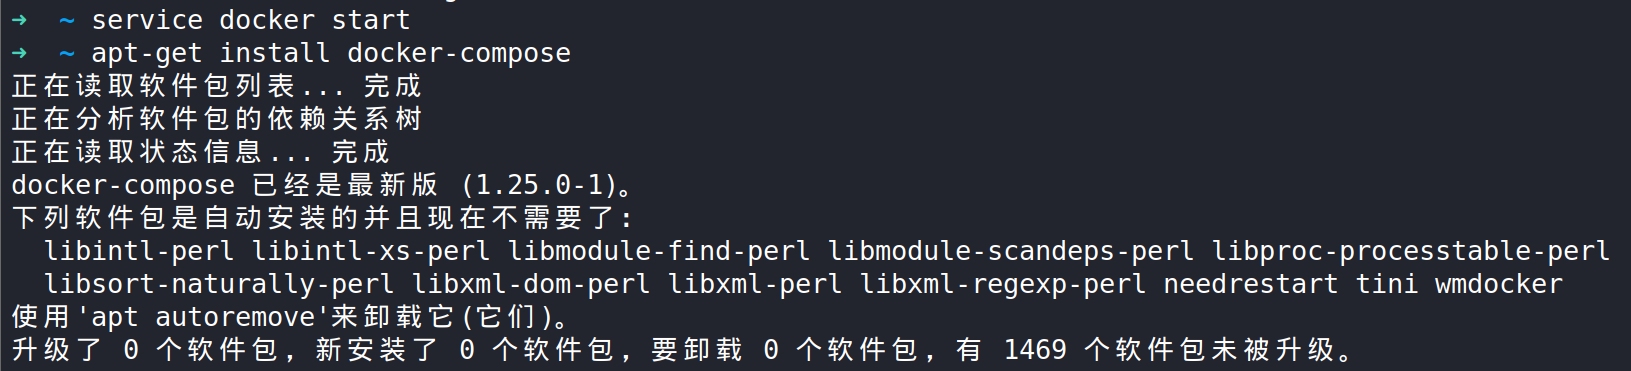 ➜  ~ service docker start
➜  ~ apt-get install docker-compose
正在读取软件包列表... 完成
正在分析软件包的依赖关系树
正在读取状态信息... 完成
docker-compose 已经是最新版 (1.25.0-1)。
下列软件包是自动安装的并且现在不需要了：
  libintl-perl libintl-xs-perl libmodule-find-perl libmodule-scandeps-perl libproc-processtable-perl
  libsort-naturally-perl libxml-dom-perl libxml-perl libxml-regexp-perl needrestart tini wmdocker
使用'apt autoremove'来卸载它(它们)。
升级了 0 个软件包，新安装了 0 个软件包，要卸载 0 个软件包，有 1469 个软件包未被升级。